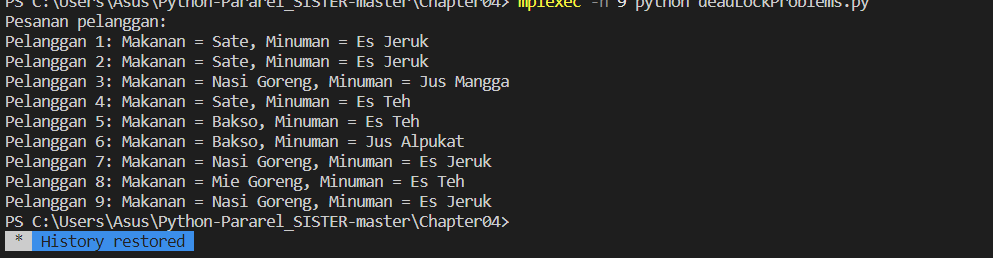 PS C:\Users\Asus\Python-Pararel_SISTER-master\Chapter04> mpiexec -n 9 python deadLockProblems.py
Pesanan pelanggan:
Pelanggan 1: Makanan = Sate, Minuman = Es Jeruk
Pelanggan 2: Makanan = Sate, Minuman = Es Jeruk
Pelanggan 3: Makanan = Nasi Goreng, Minuman = Jus Mangga
Pelanggan 4: Makanan = Sate, Minuman = Es Teh
Pelanggan 5: Makanan = Bakso, Minuman = Es Teh
Pelanggan 6: Makanan = Bakso, Minuman = Jus Alpukat
Pelanggan 7: Makanan = Nasi Goreng, Minuman = Es Jeruk
Pelanggan 8: Makanan = Mie Goreng, Minuman = Es Teh
Pelanggan 9: Makanan = Nasi Goreng, Minuman = Es Jeruk
PS C:\Users\Asus\Python-Pararel_SISTER-master\Chapter04>
* History restored